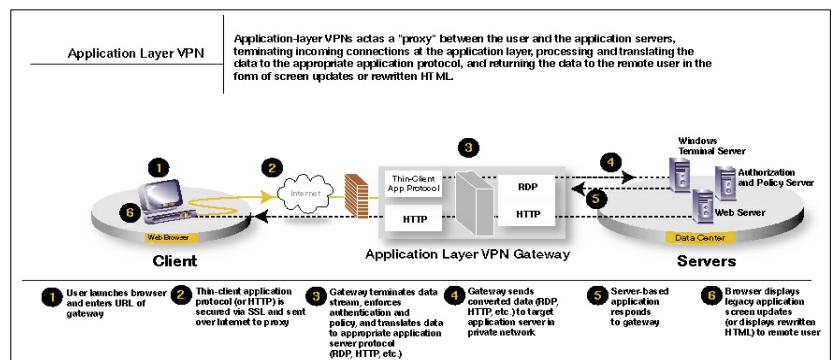 Application Layer VPN
Application-layer VPNs actas a "proxy" between the user and the application servers,
terminating incoming connections at the application layer, processing and translating the
data to the appropriate application protocol, and returning the data to the remote user in the
form of screen updates or rewritten HTML.
1
2
3
4
5
6
Internet
Thin-Client
App Protocol
HTTP
RDP
HTTP
Windows
Terminal Server
Authorization
and Policy Server
Web Server
Web Browser
Data Center
Client
Application Layer VPN Gateway
Servers
1 User launches browser
and enters URL of
gateway
2 Thin-client application
protocol (or HTTP) is
secured via SSL and sent
over Internet to proxy
3 Gateway terminates data
stream, enforces
authentication and
policy, and translates data
to appropriate application
server protocol
(RDP, HTTP, etc.)
4 Gateway sends
converted data (RDP,
HTTP, etc.) to target
application server in
private network
5 Server-based
application
responds
to gateway
6 Browser displays
legacy application
screen updates
(or displays rewritten
HTML) to remote user